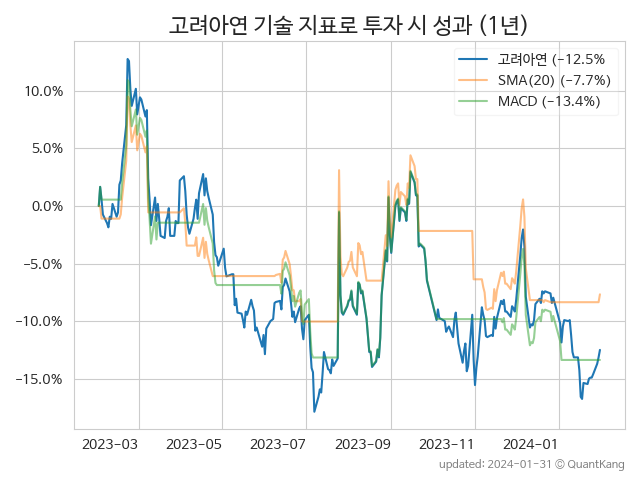 고려아연 기술 지표로 투자 시 성과 (1년)
고려아연 (−12.5%
SMA(20) (−7.7%)
MACD (−13.4%)
10.0%
5.0%
0.0%
−5.0%
−10.0%
−15.0%
2023-03 2023-05 2023-07 2023-09 2023-11 2024-01
updated: 2024-01-31 © QuantKang